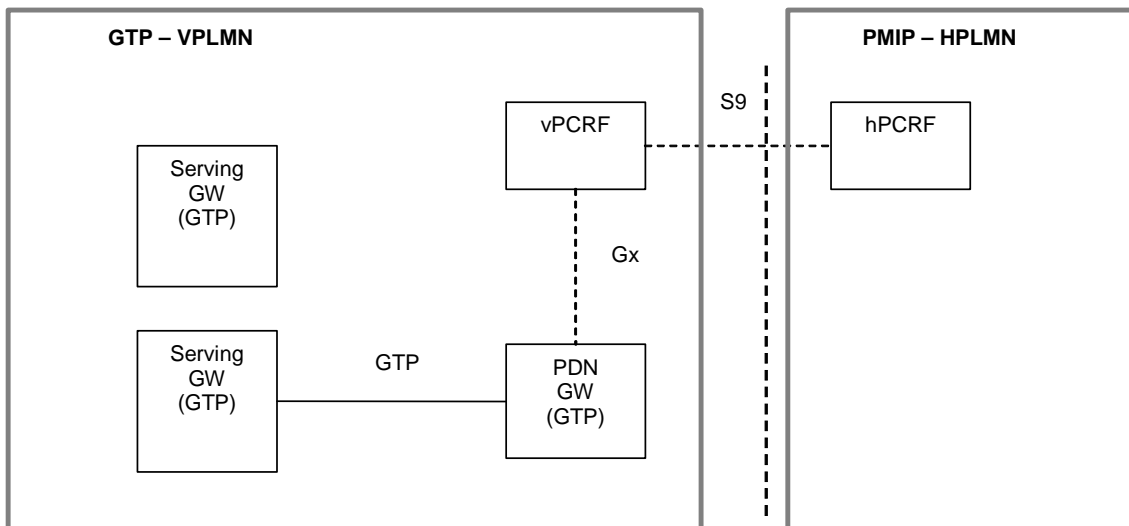 GTP – VPLMN
PMIP – HPLMN
S9
vPCRF
hPCRF
Serving
GW
(GTP)
Gx
Serving
GW
(GTP)
GTP
PDN
GW
(GTP)